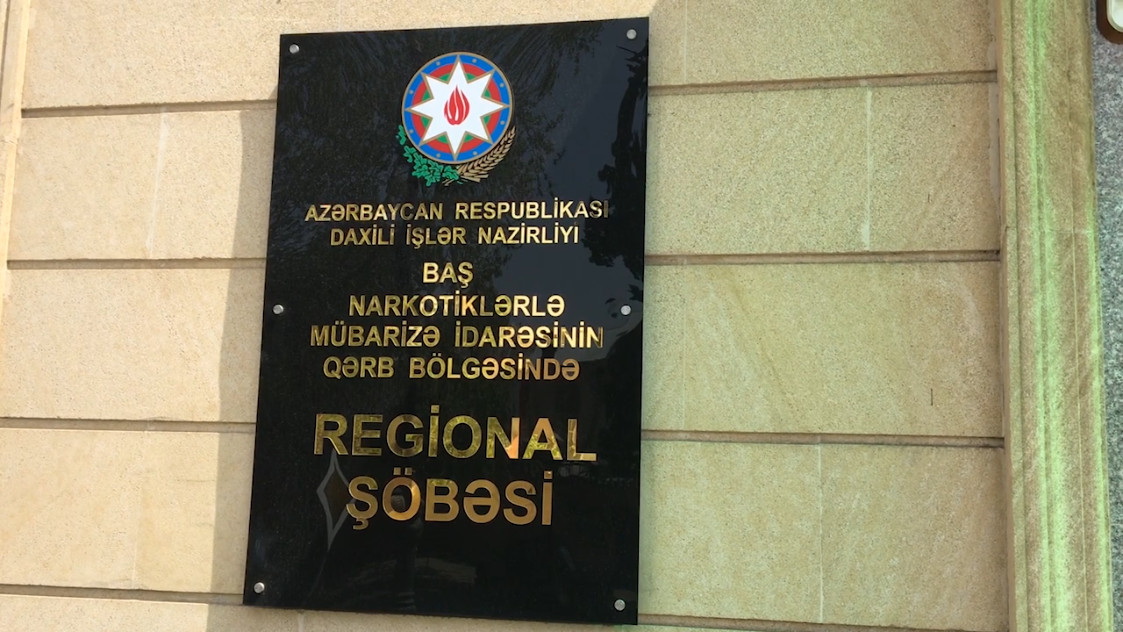 AZƏRBAYCAN RESPUBLİKASI
DAXİLİ İŞLƏR NAZİRLİYİ
BAŞ
NARKOTİKLƏRLƏ
MÜBARİZƏ İDARƏSİNİN
QƏRB BÖLGƏSİNDƏ
REGİONAL
ŞÖBƏSİ